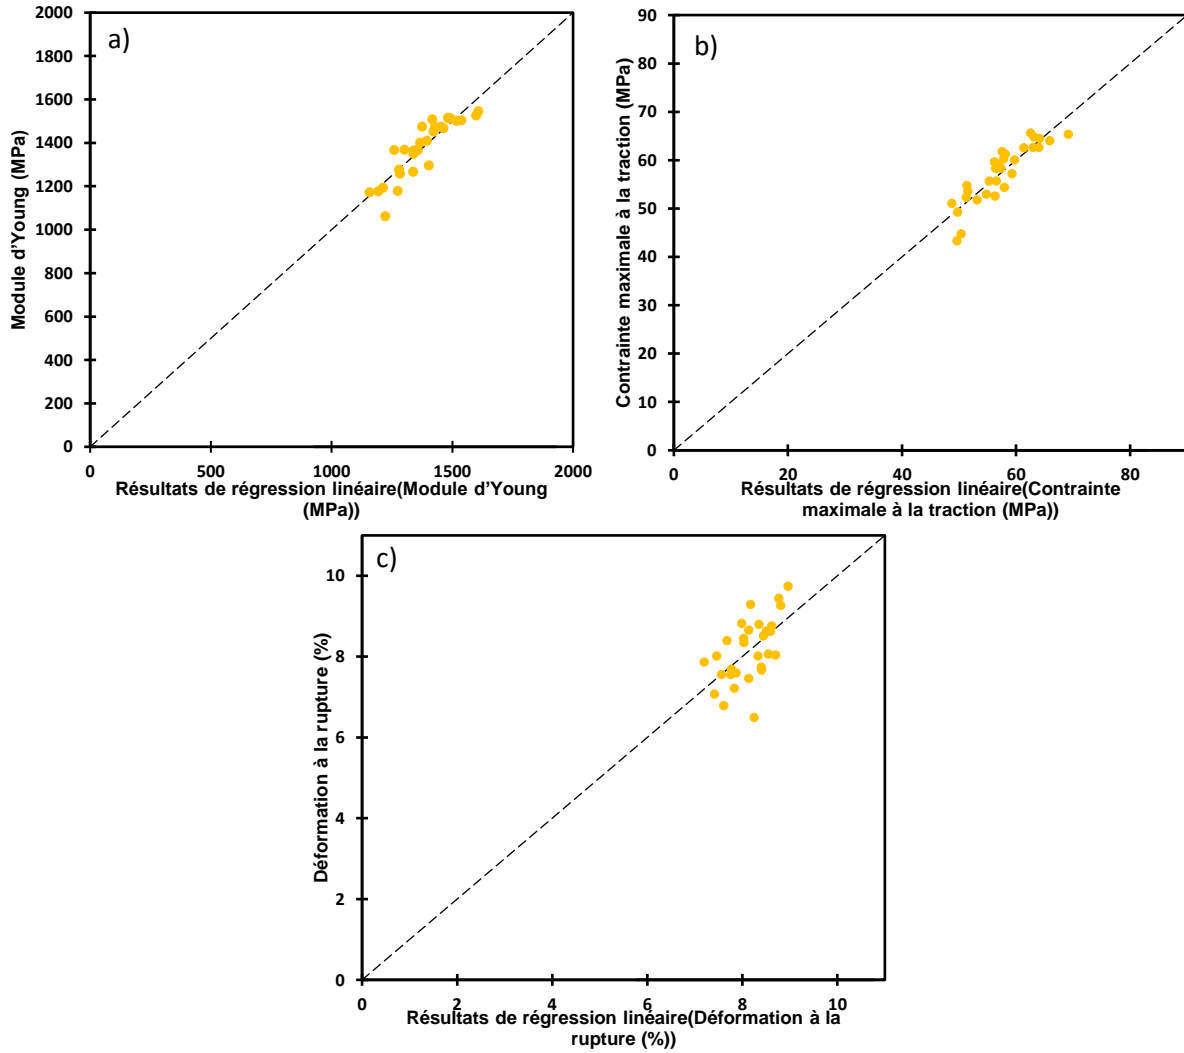 a)
Module d’Young (MPa)
2000
1800
1600
1400
1200
1000
800
600
400
200
0
0 500 1000 1500 2000
Résultats de régression linéaire(Module d’Young
(MPa))
b)
Contrainte maximale à la traction (MPa)
90
80
70
60
50
40
30
20
10
0
0 20 40 60 80
Résultats de régression linéaire(Contrainte
maximale à la traction (MPa))
c)
Déformation à la rupture (%)
10
8
6
4
2
0
0 2 4 6 8 10
Résultats de régression linéaire(Déformation à la
rupture (%))